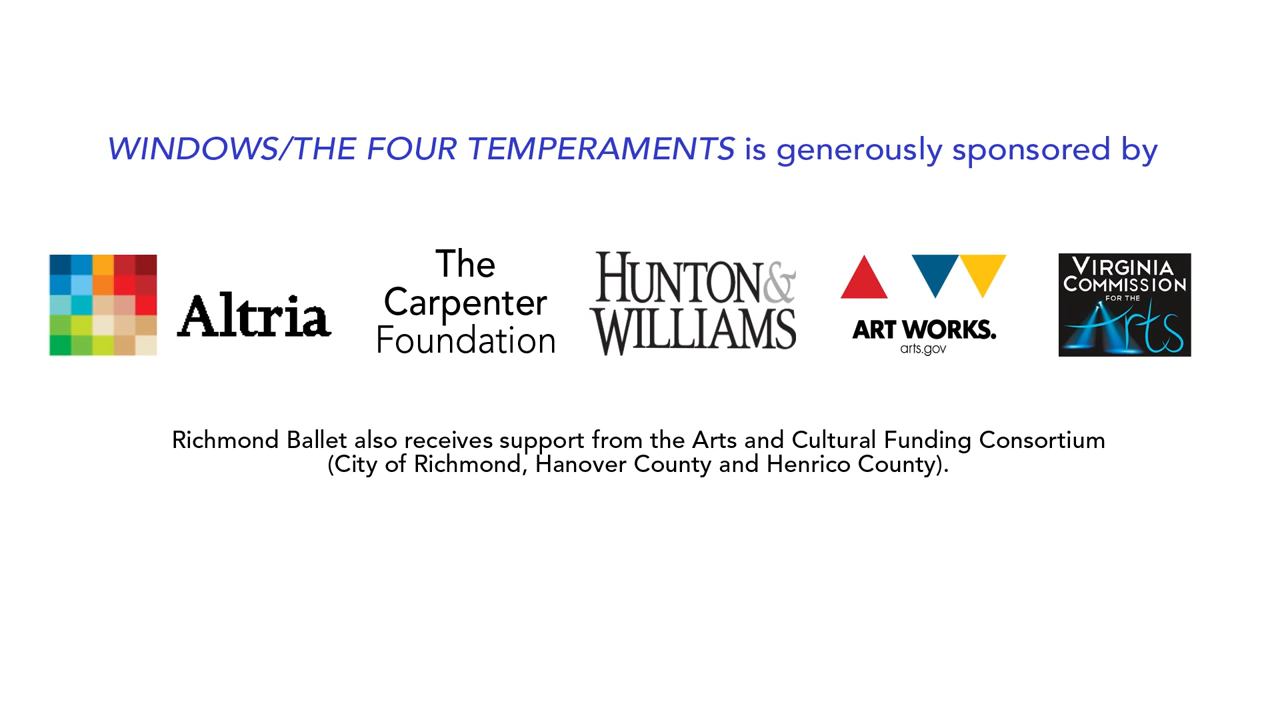 WINDOWS/THE FOUR TEMPERAMENTS is generously sponsored by
Altria
The
Carpenter
Foundation
HUNTON&
WILLIAMS
ART WORKS.
arts.gov
VIRGINIA
COMMISSION
FOR THE
Arts
Richmond Ballet also receives support from the Arts and Cultural Funding Consortium
(City of Richmond, Hanover County and Henrico County).